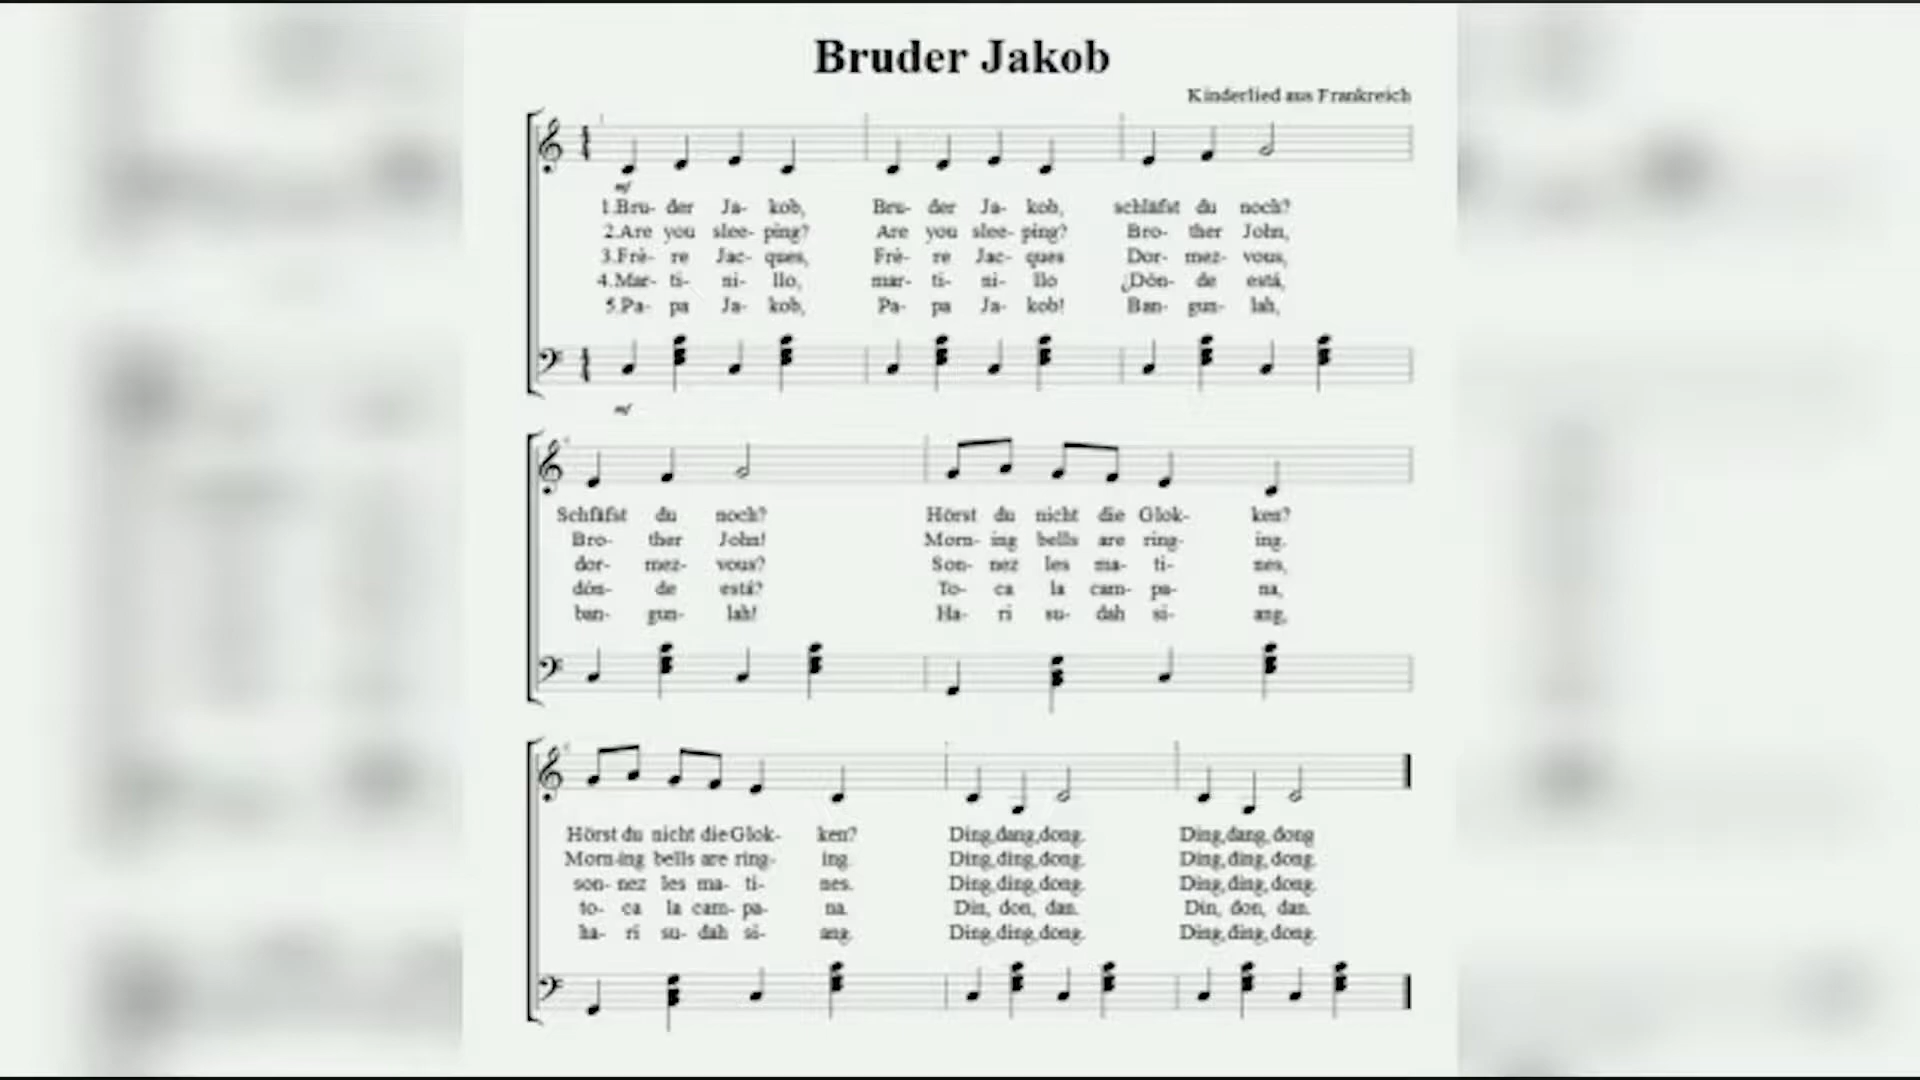 Bruder Jakob
Kinderlied aus Frankreich
mf
1.Bru- der Ja- kob, Bru- der Ja- kob, schläfst du noch?
2.Are you slee- ping? Are you slee- ping? Bro- ther John,
3.Frè- re Jac- ques, Frè- re Jac- ques Dor- mez- vous,
4.Mar- ti- ni- llo, mar- ti- ni- llo ¿Dón- de está,
5.Pa- pa Ja- kob, Pa- pa Ja- kob! Ban- gun- lah,
mf
4
Schläfst du noch? Hörst du nicht die Glok- ken?
Bro- ther John! Morn- ing bells are ring- ing.
dor- mez- vous? Son- nez les ma- ti- nes,
dón- de está? To- ca la cam- pa- na,
ban- gun- lah! Ha- ri su- dah si- ang,
Hörst du nicht die Glok- ken? Ding,dang,dong. Ding,dang,dong
Morn-ing bells are ring- ing. Ding,ding,dong. Ding,ding,dong.
son- nez les ma- ti- nes. Ding,ding,dong. Ding,ding,dong.
to- ca la cam- pa- na. Din, don, dan. Din, don, dan.
ha- ri su- dah si- ang. Ding,ding,dong. Ding,ding,dong.